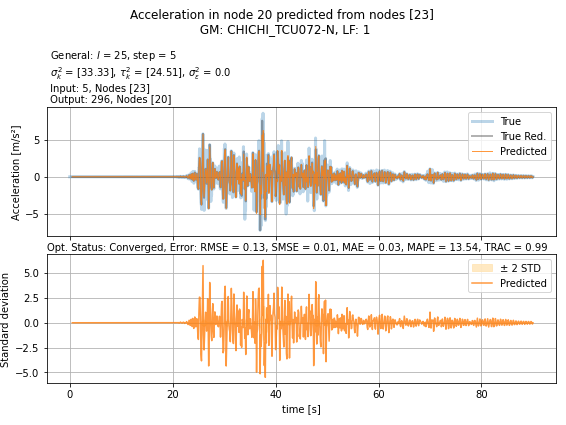 Acceleration in node 20 predicted from nodes [23]
GM: CHICHI_TCU072-N, LF: 1
General: l = 25, step = 5
σ²ₖ = [33.33], τ²ₖ = [24.51], σ²ε = 0.0
Input: 5, Nodes [23]
Output: 296, Nodes [20]
Acceleration [m/s²]
5
0
−5
True
True Red.
Predicted
Opt. Status: Converged, Error: RMSE = 0.13, SMSE = 0.01, MAE = 0.03, MAPE = 13.54, TRAC = 0.99
Standard deviation
5.0
2.5
0.0
−2.5
−5.0
± 2 STD
Predicted
0 20 40 60 80
time [s]